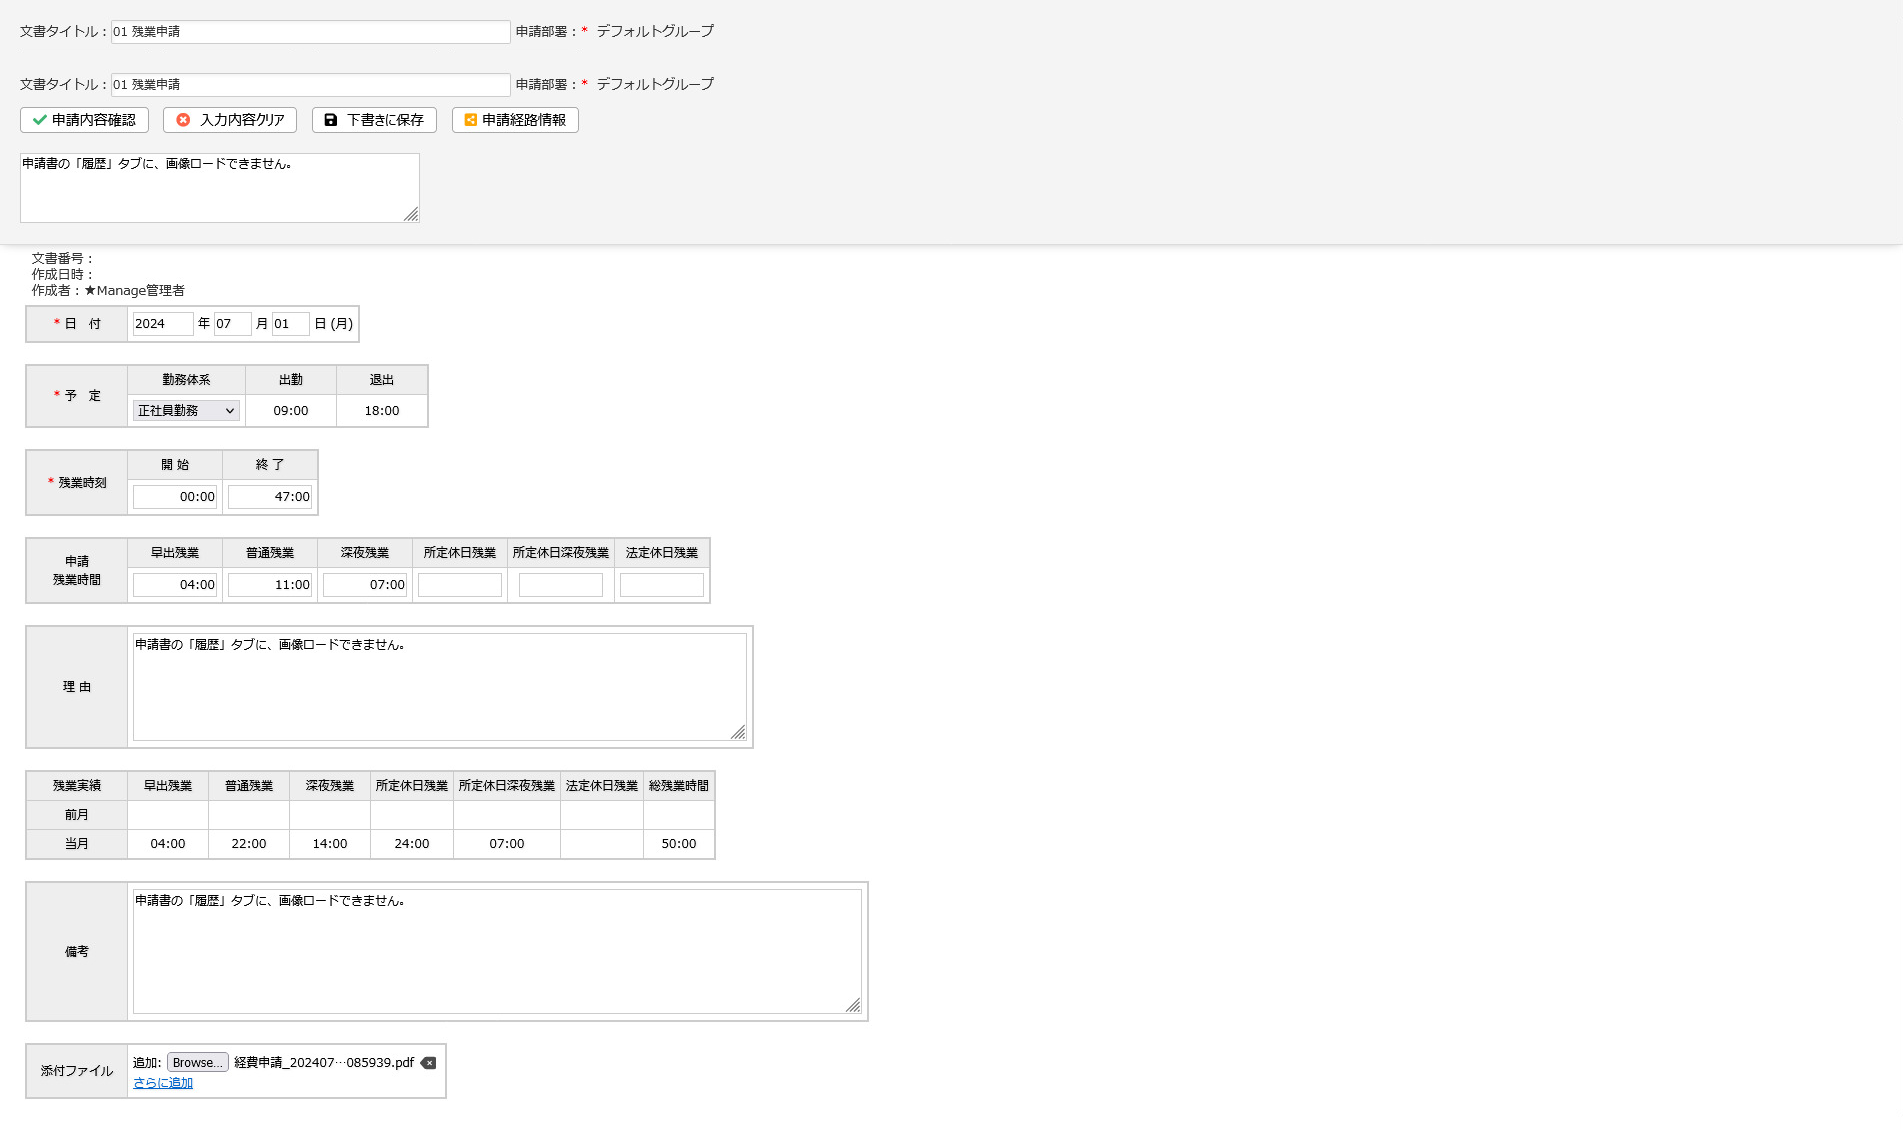 文書タイトル： 01 残業申請 申請部署：* デフォルトグループ
文書タイトル： 01 残業申請 申請部署：* デフォルトグループ
申請内容確認 入力内容クリア 下書きに保存 申請経路情報
申請書の「履歴」タブに、画像ロードできません。
文書番号：
作成日時：
作成者：★Manage管理者
* 日 付 2024 年 07 月 01 日 (月)
勤務体系 出勤 退出
* 予 定 正社員勤務 09:00 18:00
開 始 終 了
* 残業時刻 00:00 47:00
早出残業 普通残業 深夜残業 所定休日残業 所定休日深夜残業 法定休日残業
申請
残業時間 04:00 11:00 07:00
申請書の「履歴」タブに、画像ロードできません。
理 由
残業実績 早出残業 普通残業 深夜残業 所定休日残業 所定休日深夜残業 法定休日残業 総残業時間
前月
当月 04:00 22:00 14:00 24:00 07:00 50:00
申請書の「履歴」タブに、画像ロードできません。
備考
添付ファイル 追加: Browse... 経費申請_202407…085939.pdf
さらに追加